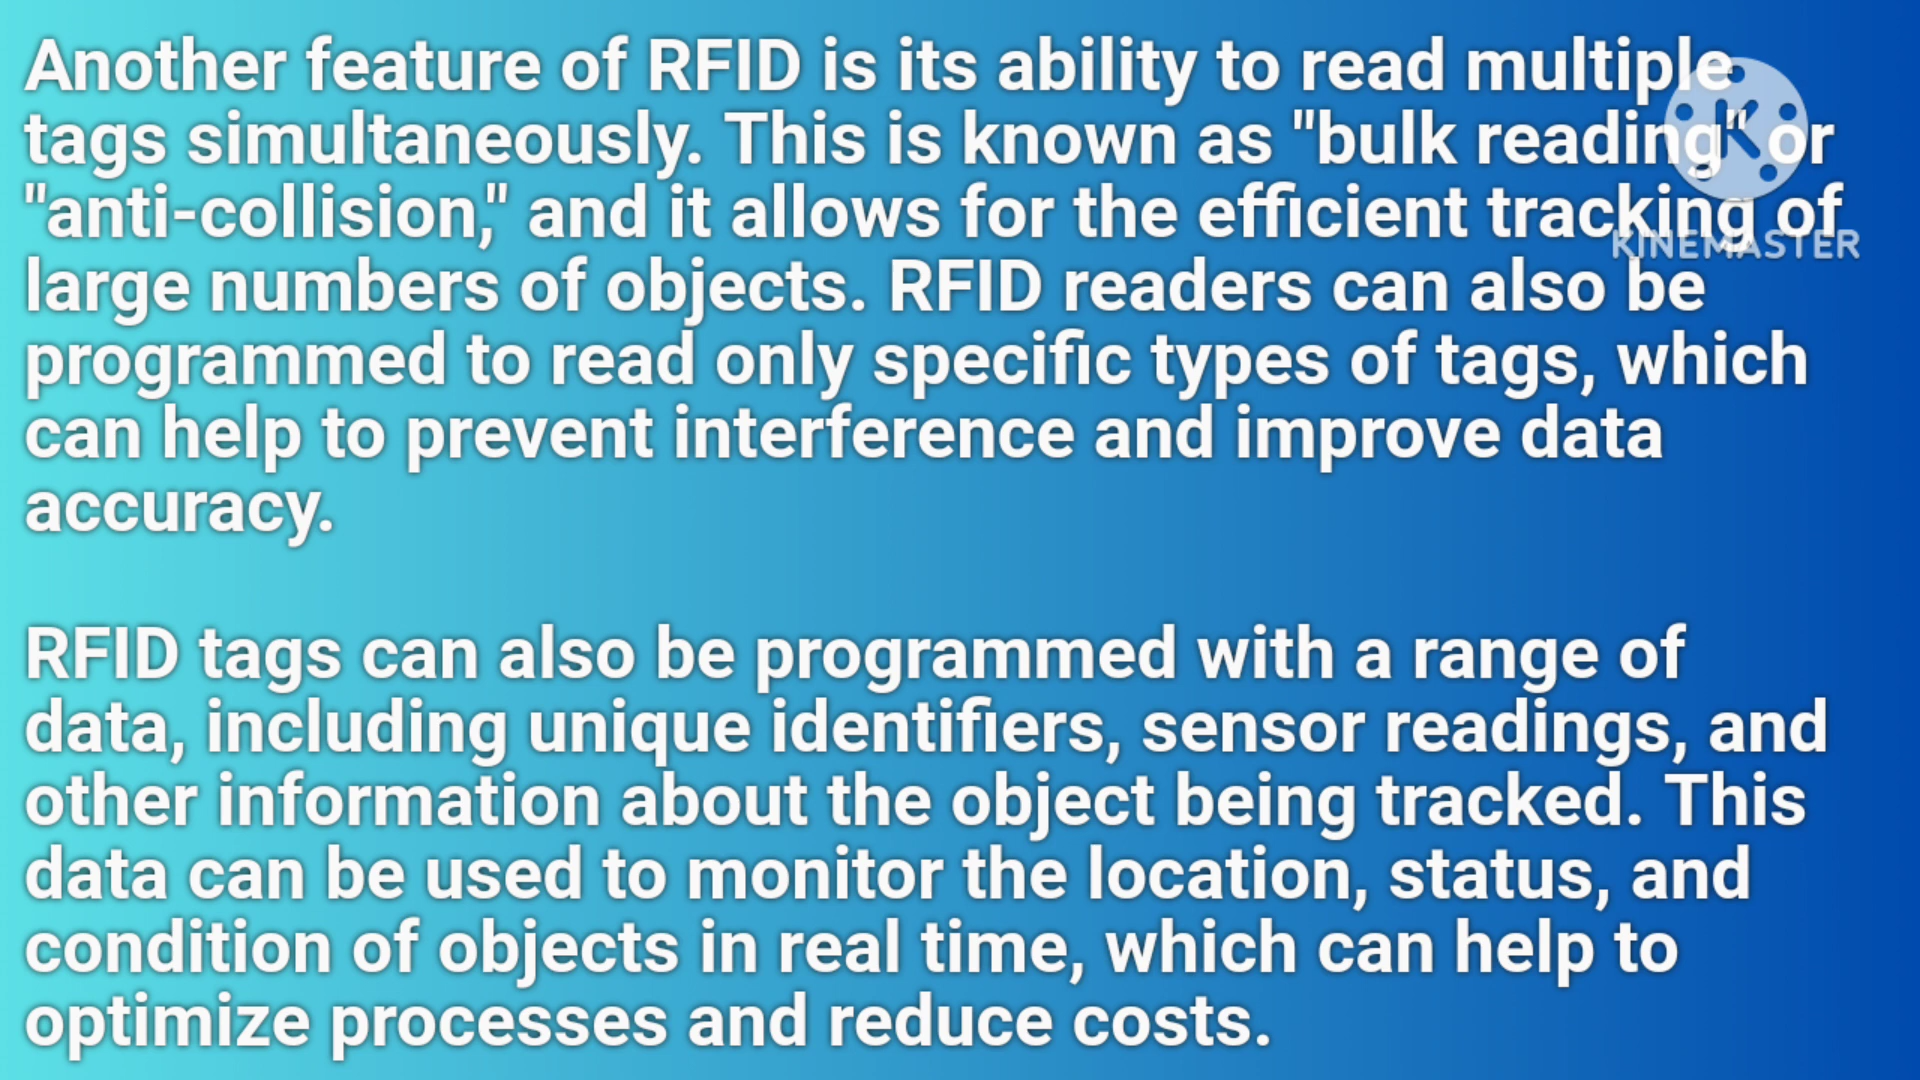 Another feature of RFID is its ability to read multiple
tags simultaneously. This is known as "bulk reading" or
"anti-collision," and it allows for the efficient tracking of
KINEMASTER
large numbers of objects. RFID readers can also be
programmed to read only specific types of tags, which
can help to prevent interference and improve data
accuracy.
RFID tags can also be programmed with a range of
data, including unique identifiers, sensor readings, and
other information about the object being tracked. This
data can be used to monitor the location, status, and
condition of objects in real time, which can help to
optimize processes and reduce costs.